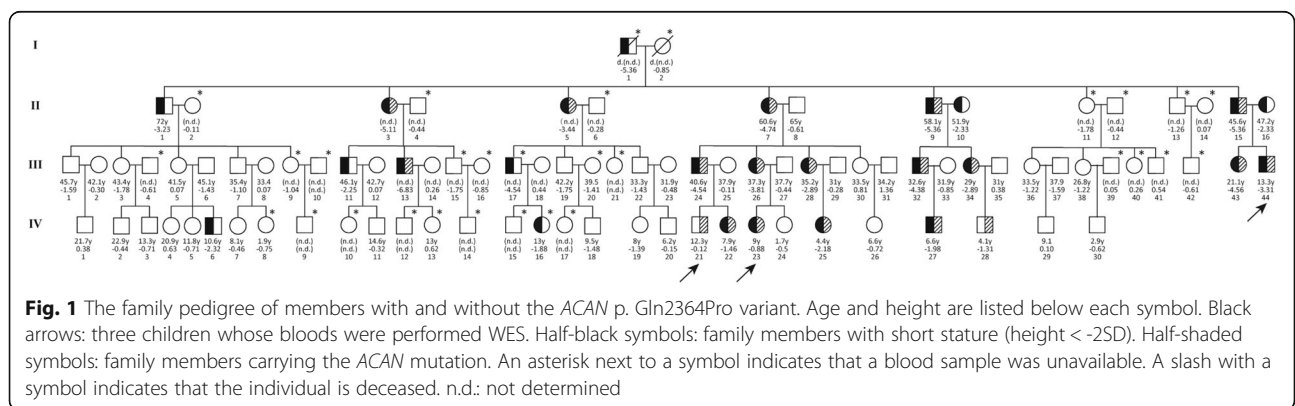 I
* *
d.(n.d.) d.(n.d.)
-5.36 -0.85
1 2
II
* * * * * * *
72y (n.d.) (n.d.) (n.d.) (n.d.) (n.d.) 60.6y 65y 58.1y 51.9y (n.d.) (n.d.) (n.d.) (n.d.) 45.6y 47.2y
-3.23 -0.11 -5.11 -0.44 -3.44 -0.28 -4.74 -0.61 -5.36 -2.33 -1.78 -0.44 -1.26 0.07 -5.36 -2.33
1 2 3 4 5 6 7 8 9 10 11 12 13 14 15 16
III
45.7y 42.1y 43.4y (n.d.) 41.5y 45.1y 35.4y 33.4 (n.d.) (n.d.) 46.1y 42.7y (n.d.) (n.d.) (n.d.) (n.d.) (n.d.) (n.d.) 42.2y 39.5 (n.d.) 33.3y 31.9y 40.6y 37.9y 37.3y 37.7y 35.2y 31y 33.5y 34.2y 32.6y 31.9y 29y 31y 33.5y 37.9 26.8y (n.d.) (n.d.) (n.d.) (n.d.) 21.1y 13.3y
-1.59 -0.30 -1.78 -0.61 0.07 -1.43 -1.10 0.07 -1.04 -0.61 -2.25 0.07 -6.83 0.26 -1.75 -0.85 -4.54 0.44 -1.75 -1.41 (n.d.) -1.43 -0.48 -4.54 -0.11 -3.81 -0.44 -2.89 -0.28 0.81 1.36 -4.38 -0.85 -2.89 0.38 -1.22 -1.59 -1.22 0.05 0.26 0.54 -0.61 -4.56 -3.31
1 2 3 4 5 6 7 8 9 10 11 12 13 14 15 16 17 18 19 20 21 22 23 24 25 26 27 28 29 30 31 32 33 34 35 36 37 38 39 40 41 42 43 44
IV
21.7y 22.9y 13.3y 20.9y 11.8y 10.6y 8.1y 1.9y (n.d.) (n.d.) 14.6y (n.d.) 13y (n.d.) (n.d.) 13y (n.d.) 9.5y 8y 6.2y 12.3y 7.9y 9y 1.7y 4.4y 6.6y 6.6y 4.1y 9.1 2.9y
0.38 -0.44 -0.71 0.63 -0.71 -2.32 -0.46 -0.75 (n.d.) (n.d.) -0.32 (n.d.) 0.62 (n.d.) (n.d.) -1.88 (n.d.) -1.48 -1.39 -0.15 -0.12 -1.46 -0.88 -0.5 -2.18 -0.72 -1.98 -1.31 0.10 -0.62
1 2 3 4 5 6 7 8 9 10 11 12 13 14 15 16 17 18 19 20 21 22 23 24 25 26 27 28 29 30
Fig. 1 The family pedigree of members with and without the ACAN p. Gln2364Pro variant. Age and height are listed below each symbol. Black
arrows: three children whose bloods were performed WES. Half-black symbols: family members with short stature (height < -2SD). Half-shaded
symbols: family members carrying the ACAN mutation. An asterisk next to a symbol indicates that a blood sample was unavailable. A slash with a
symbol indicates that the individual is deceased. n.d.: not determined